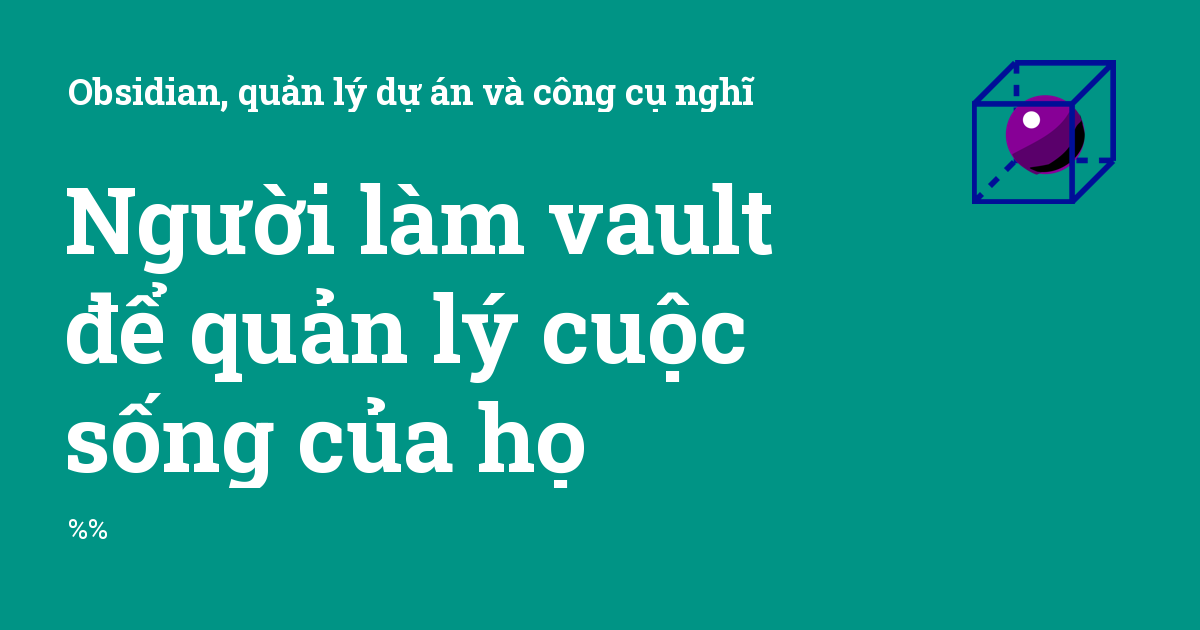 Obsidian, quản lý dự án và công cụ nghĩ
Người làm vault
để quản lý cuộc
sống của họ
%%